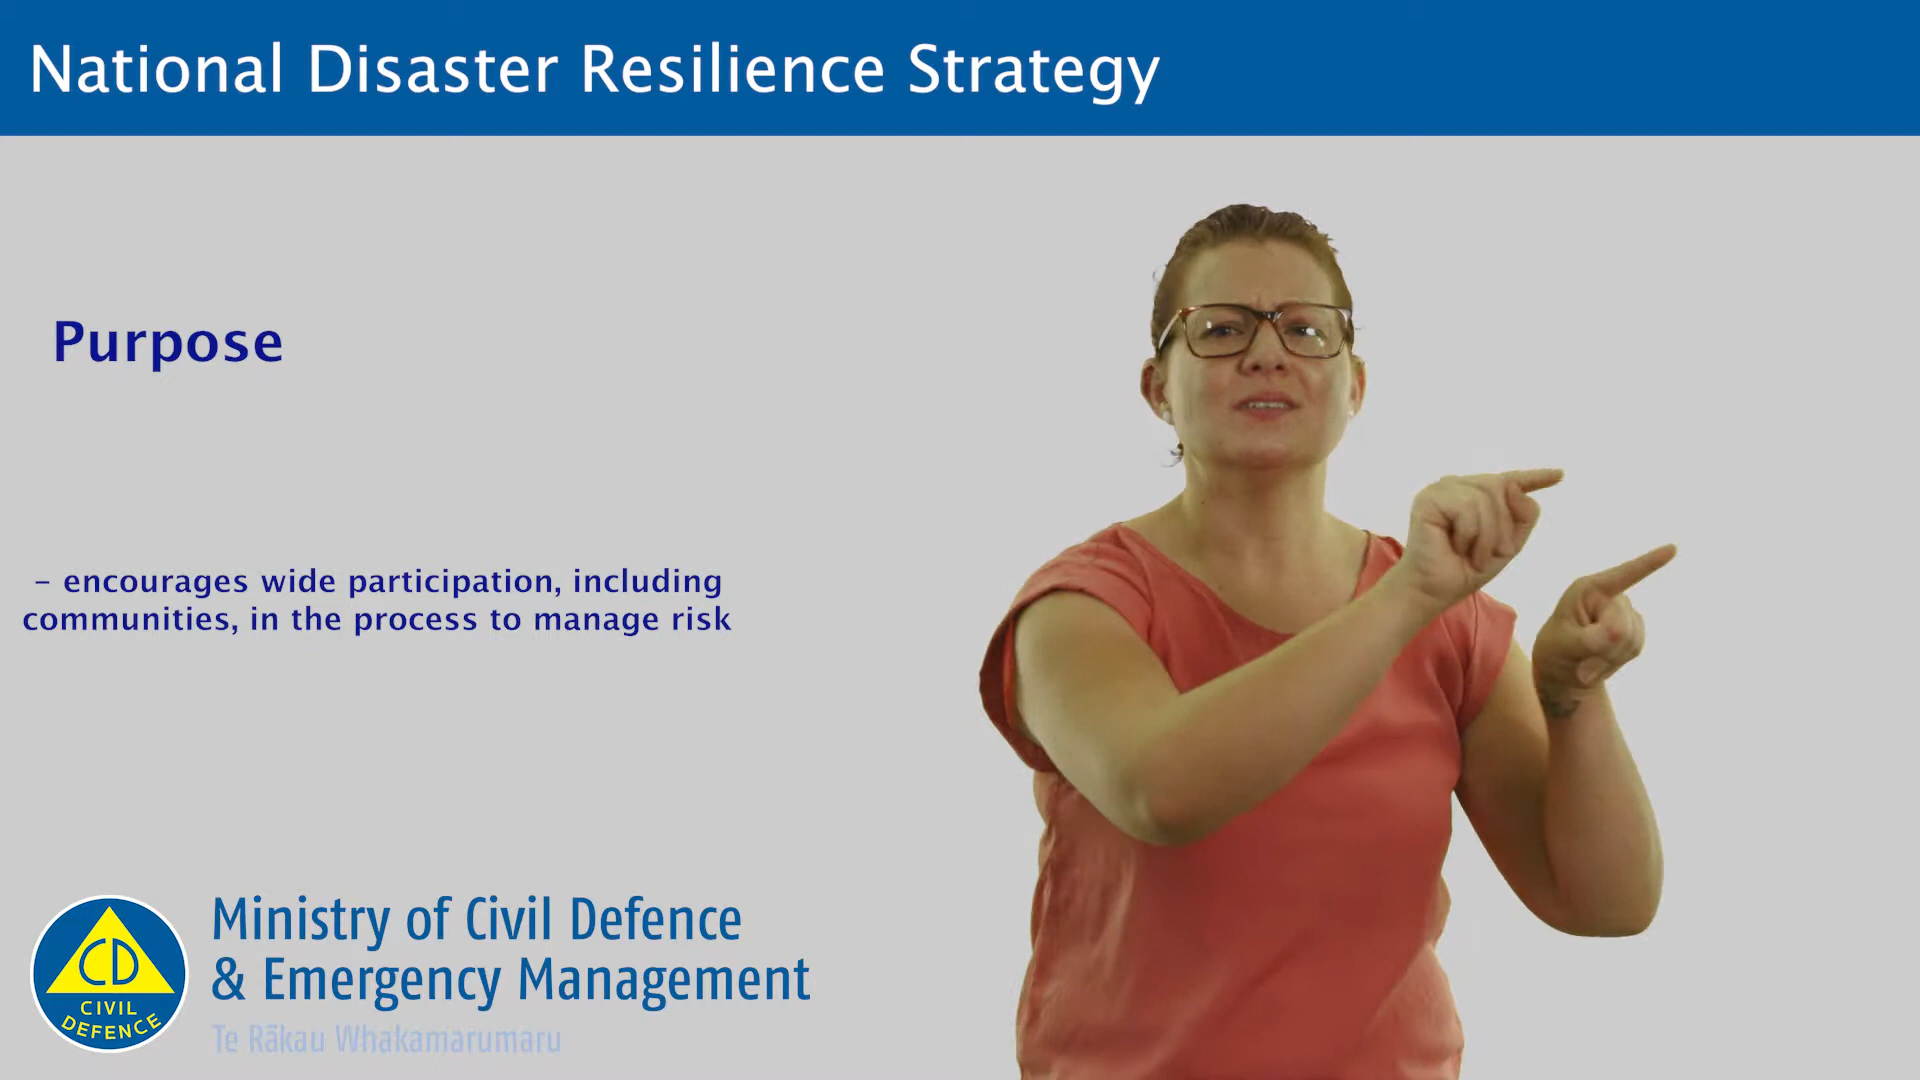 National Disaster Resilience Strategy
Purpose
– encourages wide participation, including
communities, in the process to manage risk
CD
CIVIL
DEFENCE
Ministry of Civil Defence
& Emergency Management
Te Rākau Whakamarumaru